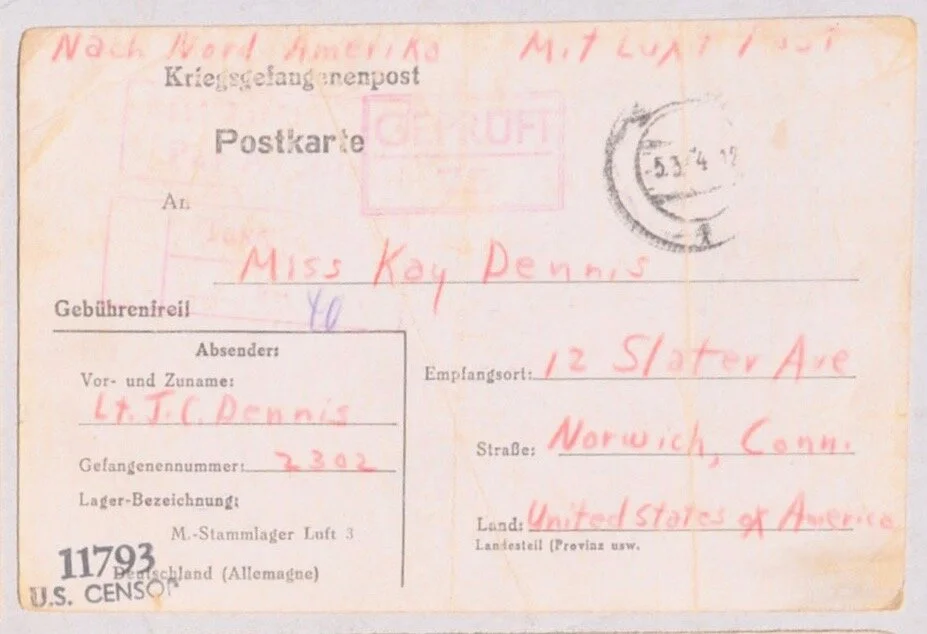 Nach Nord Amerika Mit Luft Post
Kriegsgefangenenpost
Postkarte
GEPRÜFT
An
Miss Kay Dennis
Gebührenfrei!
40
Absender:
Vor- und Zuname:
Lt. J. C. Dennis
Gefangenennummer: 2302
Lager-Bezeichnung:
M.-Stammlager Luft 3
Deutschland (Allemagne)
11793
U.S. CENSOR
Empfangsort: 12 Slater Ave
Straße: Norwich, Conn.
Land: United States of America
Landesteil (Provinz usw.